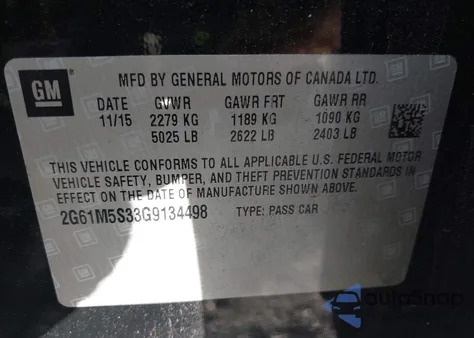 GM
MFD BY GENERAL MOTORS OF CANADA LTD.
11/15 GVWR GAWR FRT GAWR RR
2279 KG 1189 KG 1090 KG
5025 LB 2622 LB 2403 LB
THIS VEHICLE CONFORMS TO ALL APPLICABLE U.S. FEDERAL MOTOR
VEHICLE SAFETY, BUMPER, AND THEFT PREVENTION STANDARDS IN
EFFECT ON THE DATE OF MANUFACTURE SHOWN ABOVE.
2G61M5S33G9134498 TYPE: PASS CAR